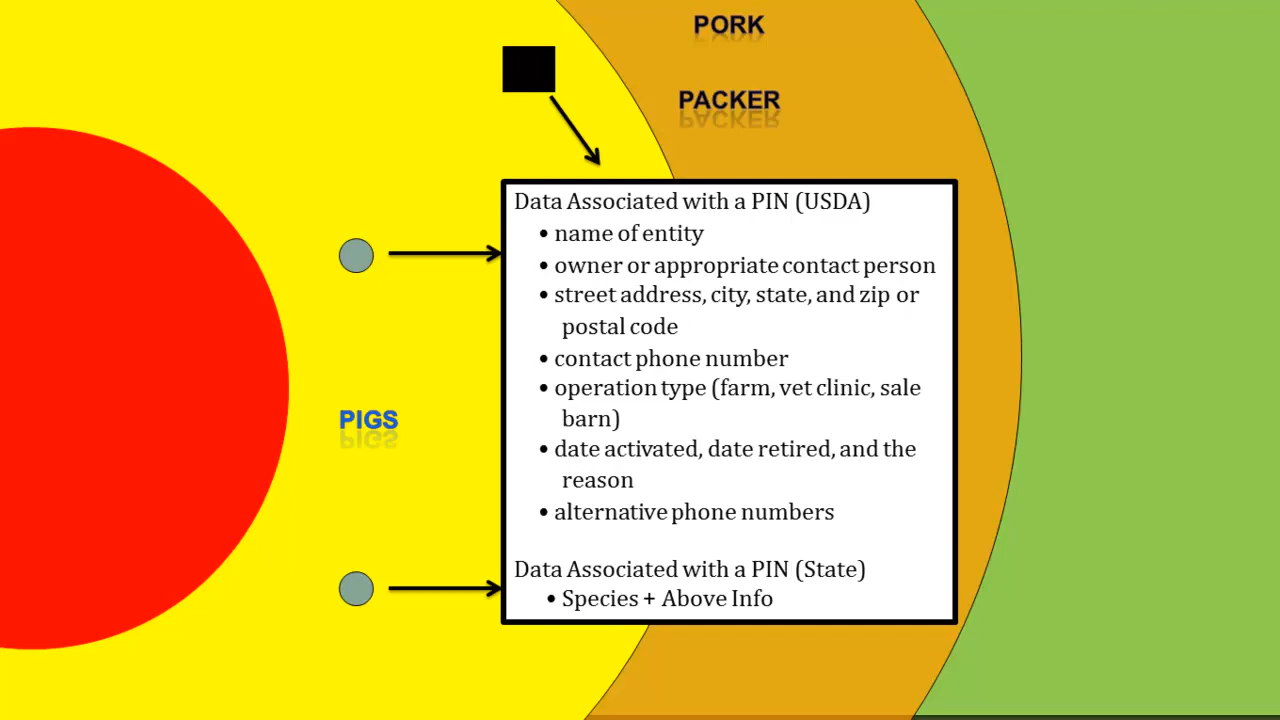 PORK
PACKER
Data Associated with a PIN (USDA)
• name of entity
• owner or appropriate contact person
• street address, city, state, and zip or
postal code
• contact phone number
• operation type (farm, vet clinic, sale
barn)
• date activated, date retired, and the
reason
• alternative phone numbers
Data Associated with a PIN (State)
• Species + Above Info
PIGS